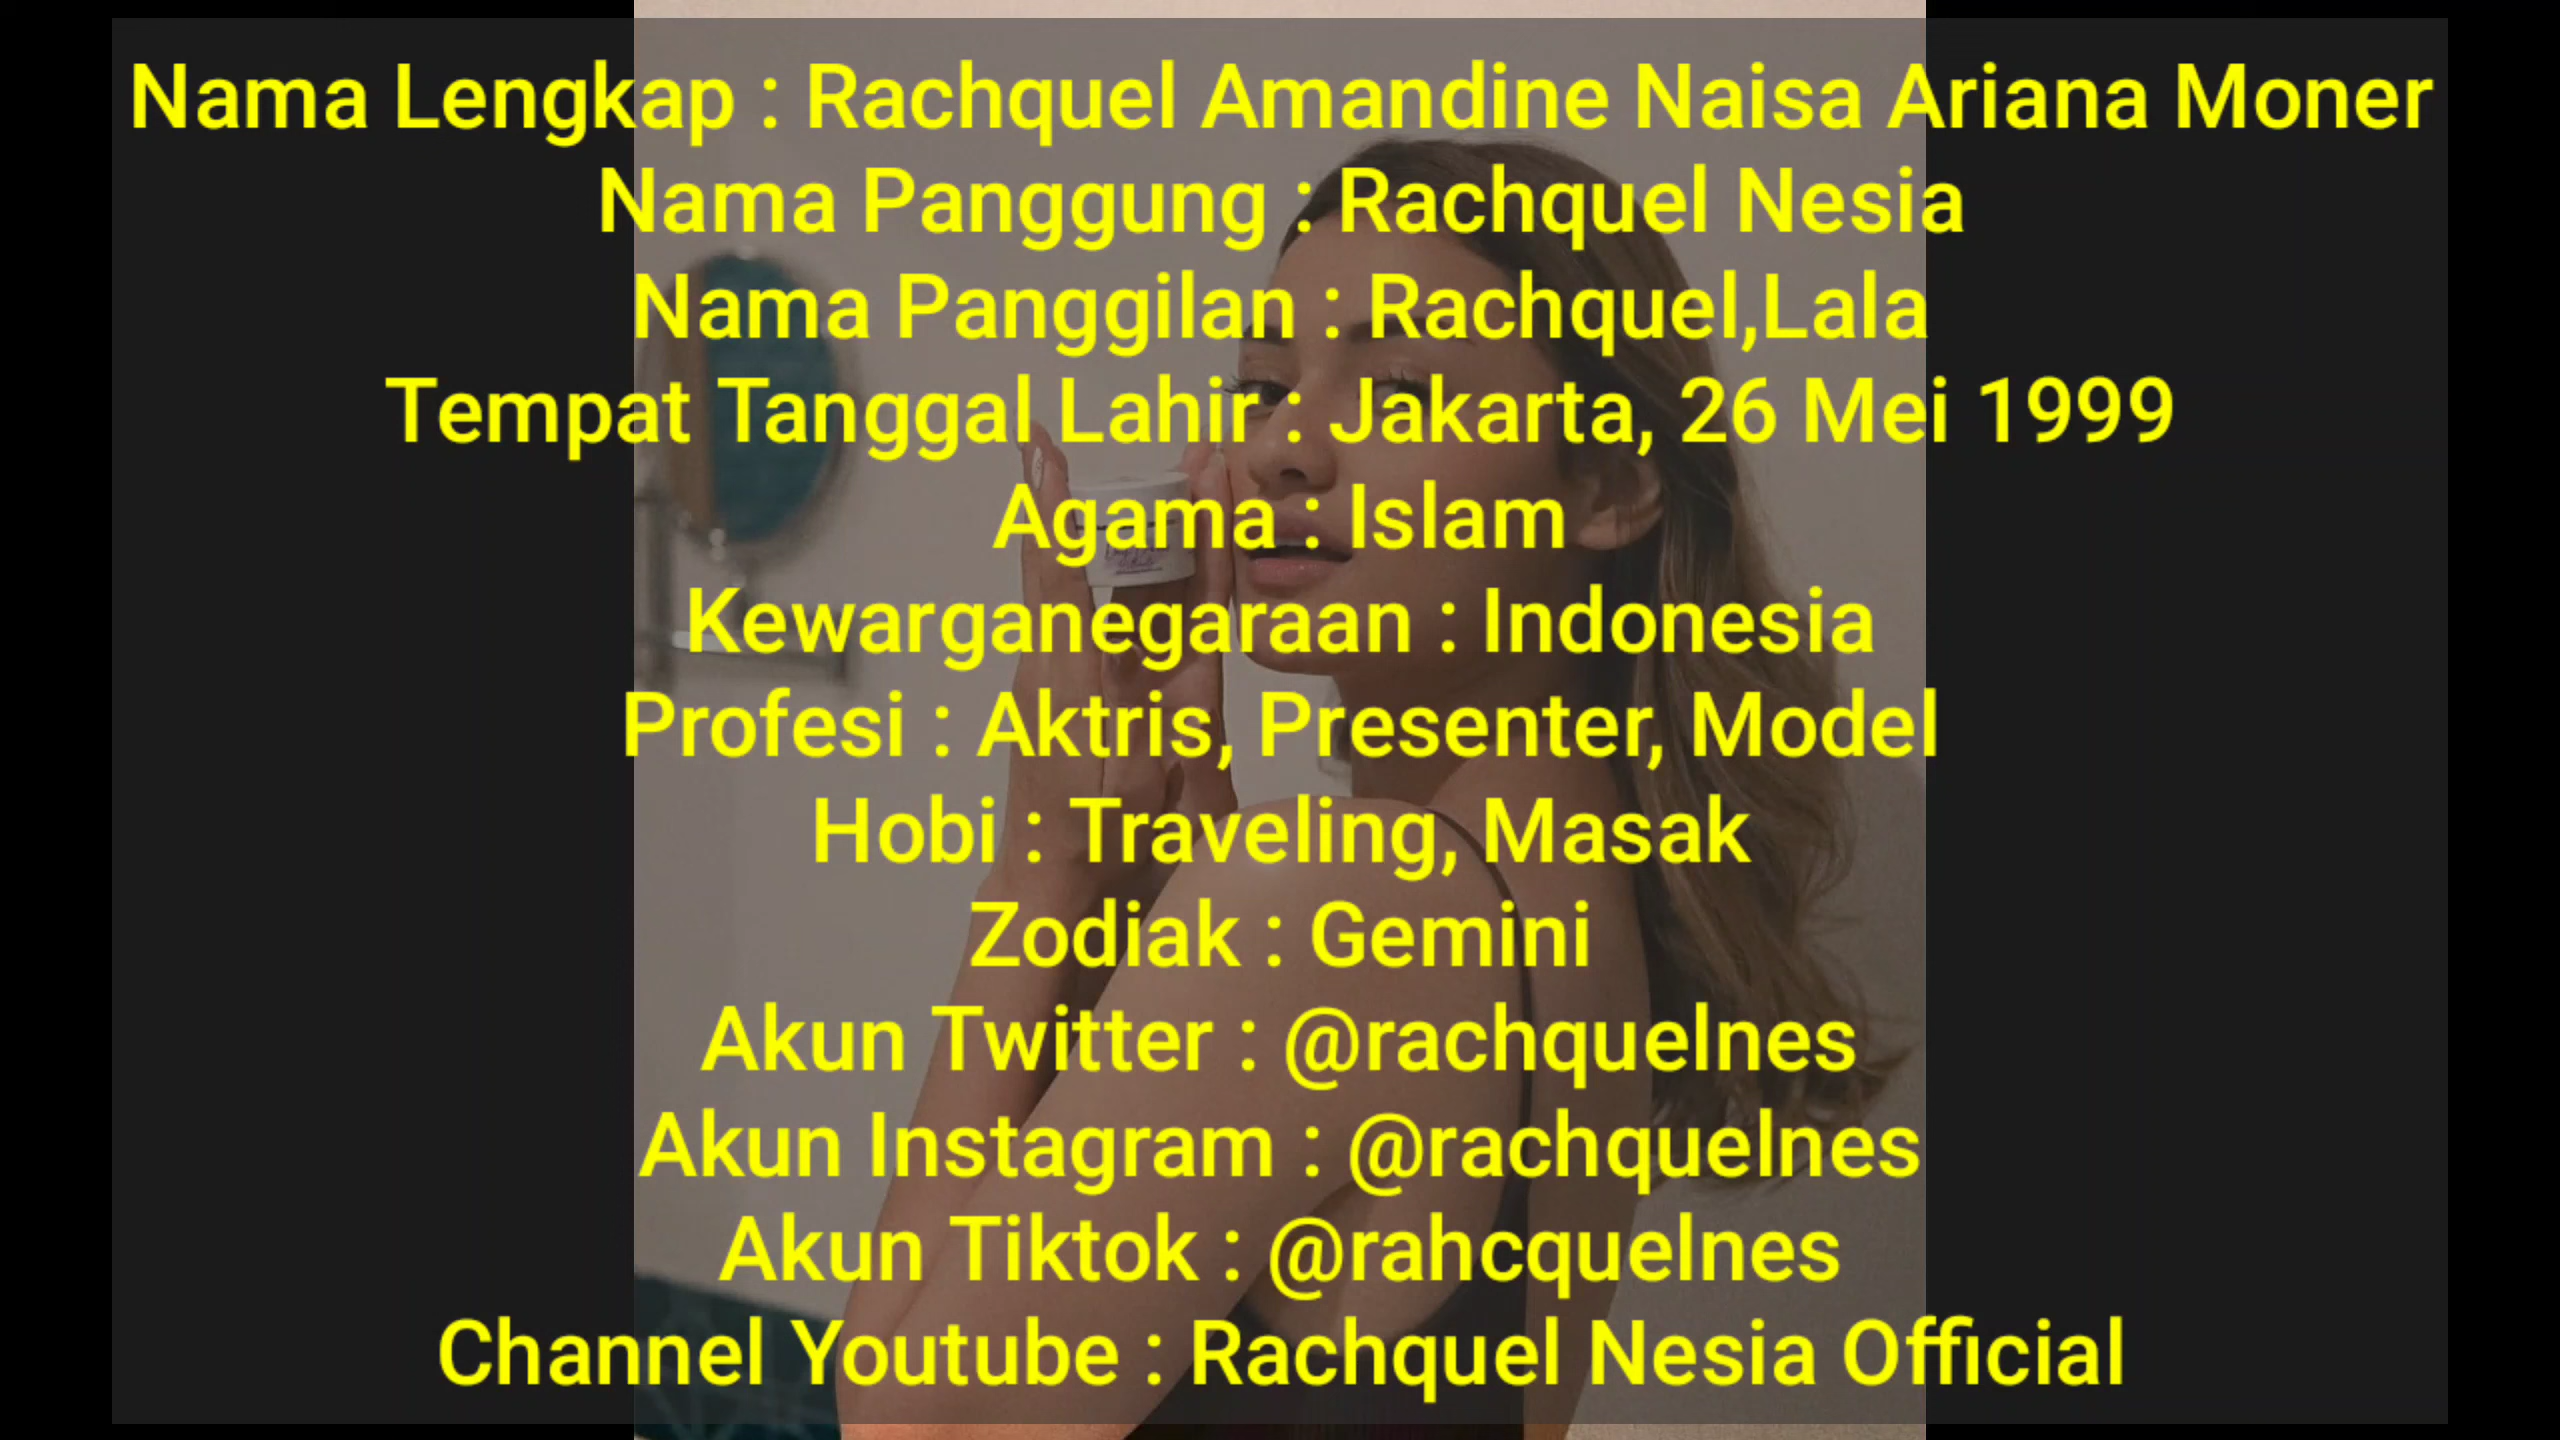 Nama Lengkap : Rachquel Amandine Naisa Ariana Moner
Nama Panggung : Rachquel Nesia
Nama Panggilan : Rachquel,Lala
Tempat Tanggal Lahir : Jakarta, 26 Mei 1999
Agama : Islam
Kewarganegaraan : Indonesia
Profesi : Aktris, Presenter, Model
Hobi : Traveling, Masak
Zodiak : Gemini
Akun Twitter : @rachquelnes
Akun Instagram : @rachquelnes
Akun Tiktok : @rahcquelnes
Channel Youtube : Rachquel Nesia Official